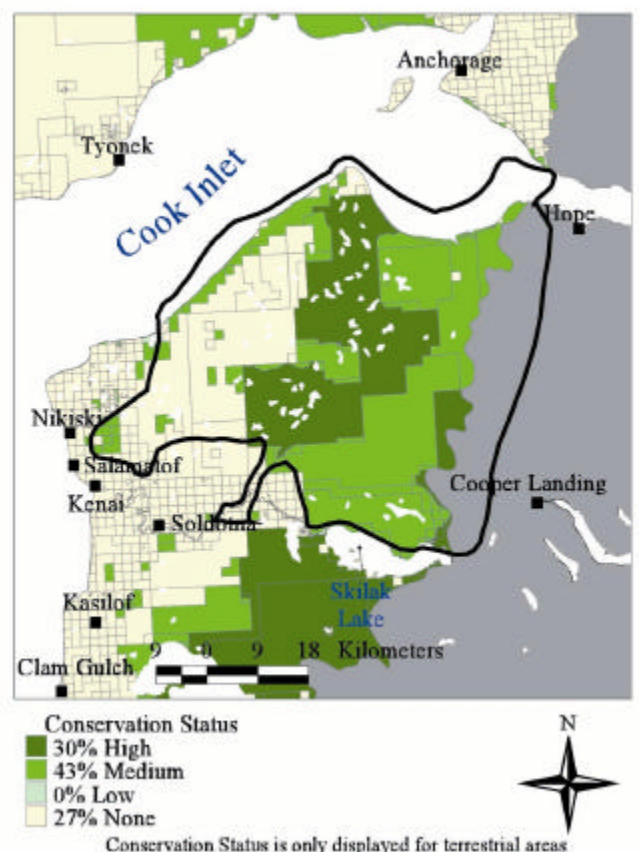 Anchorage
Tyonek
Cook Inlet
Hope
Nikiski
Salamatof
Cooper Landing
Kenai
Soldotna
Skilak
Lake
Kasilof
9 0 9 18 Kilometers
Clam Gulch
Conservation Status
30% High
43% Medium
0% Low
27% None
N
Conservation Status is only displayed for terrestrial areas